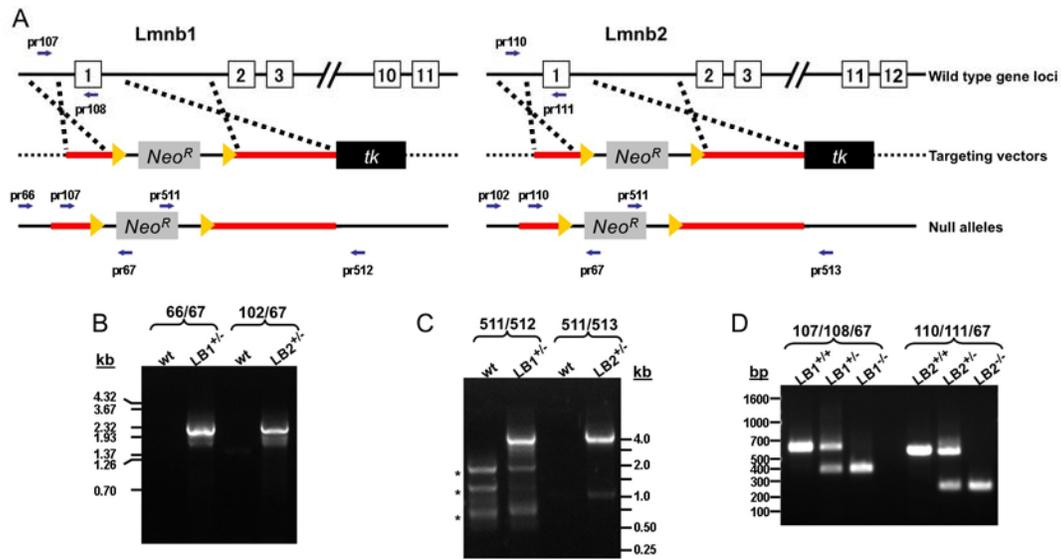 A
Lmnb1
Lmnb2
pr107
pr110
1
2
3
10
11
1
2
3
11
12
Wild type gene loci
pr108
pr111
Neo^R
tk
Neo^R
tk
Targeting vectors
pr66
pr107
pr511
pr102
pr110
pr511
Neo^R
Neo^R
Null alleles
pr67
pr512
pr67
pr513
B
66/67
102/67
kb
wt
LB1+/-
wt
LB2+/-
4.32
3.67
2.32
1.93
1.37
1.26
0.70
C
511/512
511/513
wt
LB1+/-
wt
LB2+/-
kb
4.0
2.0
1.0
0.50
0.25
*
*
*
D
107/108/67
110/111/67
bp
LB1+/+
LB1+/-
LB1-/-
LB2+/+
LB2+/-
LB2-/-
1600
1000
700
500
400
300
200
100